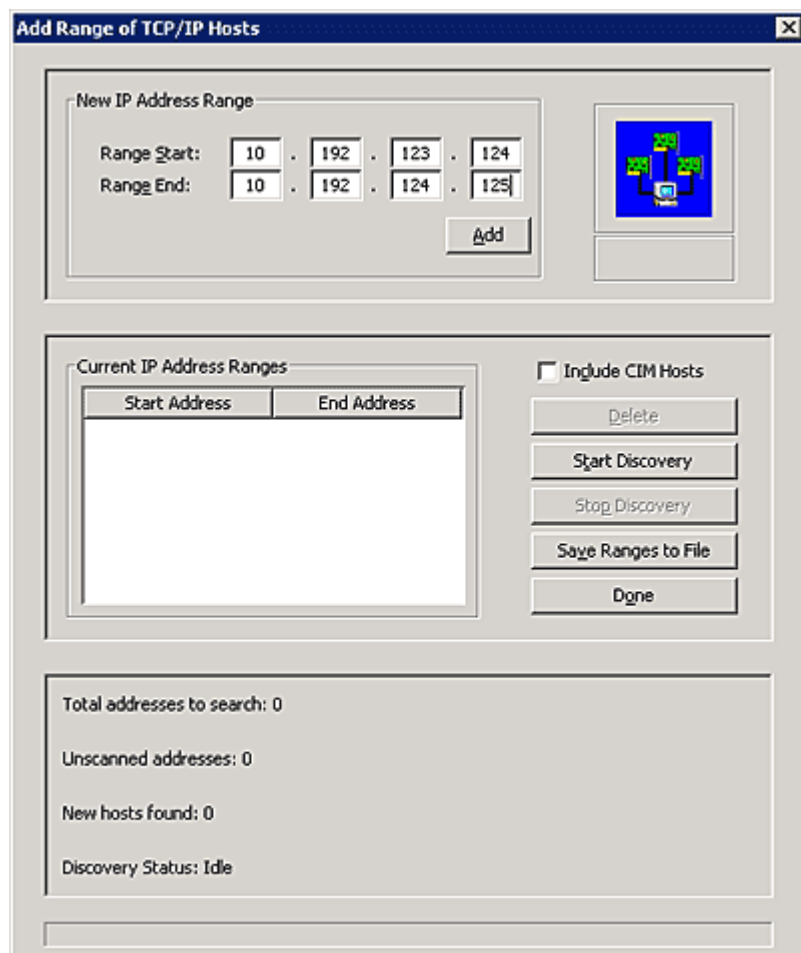 Add Range of TCP/IP Hosts
New IP Address Range
Range Start: 10 . 192 . 123 . 124
Range End: 10 . 192 . 124 . 125
Add
Current IP Address Ranges
Start Address End Address
Include CIM Hosts
Delete
Start Discovery
Stop Discovery
Save Ranges to File
Done
Total addresses to search: 0
Unscanned addresses: 0
New hosts found: 0
Discovery Status: Idle